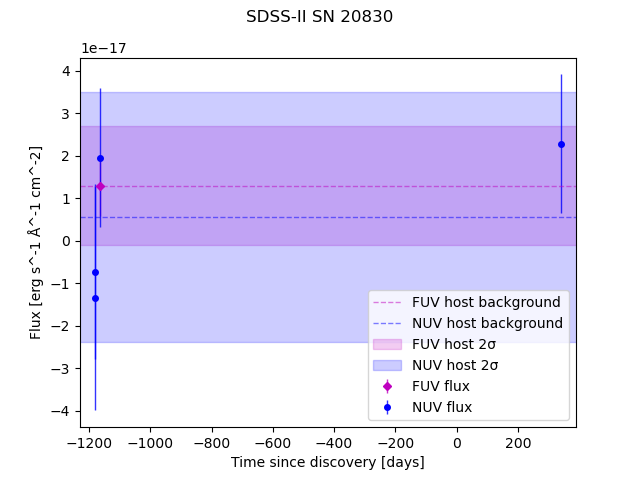 SDSS-II SN 20830
1e−17
4
3
2
1
0
−1
−2
−3
−4
Flux [erg s^-1 Å^-1 cm^-2]
FUV host background
NUV host background
FUV host 2σ
NUV host 2σ
FUV flux
NUV flux
−1200 −1000 −800 −600 −400 −200 0 200
Time since discovery [days]